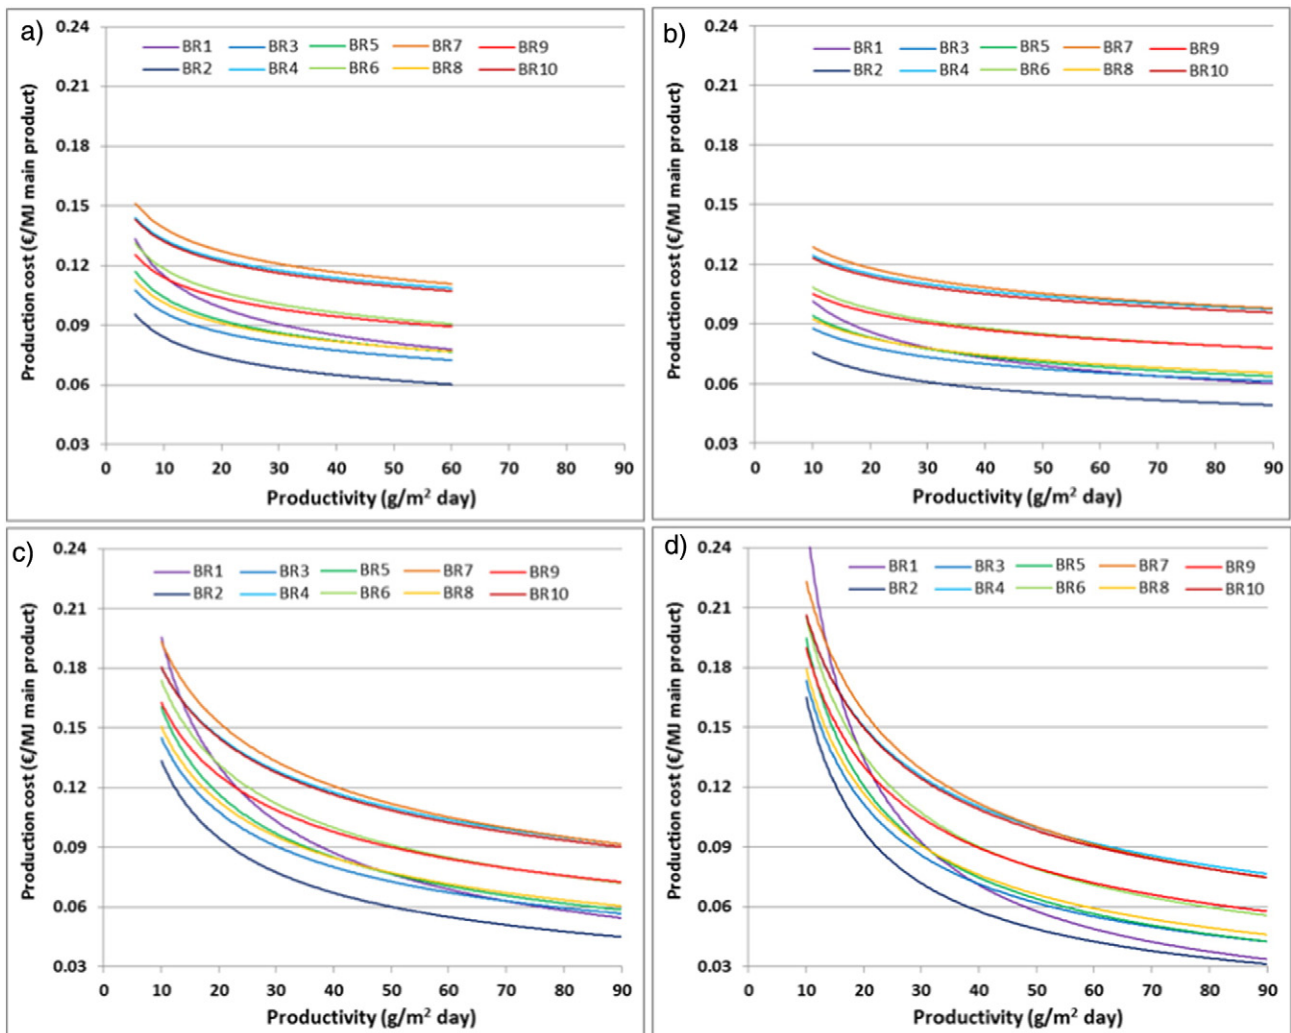 a)
0.24
0.21
0.18
0.15
0.12
0.09
0.06
0.03
Production cost (€/MJ main product)
BR1 BR3 BR5 BR7 BR9
BR2 BR4 BR6 BR8 BR10
0 10 20 30 40 50 60 70 80 90
Productivity (g/m² day)
b)
0.24
0.21
0.18
0.15
0.12
0.09
0.06
0.03
Production cost (€/MJ main product)
BR1 BR3 BR5 BR7 BR9
BR2 BR4 BR6 BR8 BR10
0 10 20 30 40 50 60 70 80 90
Productivity (g/m² day)
c)
0.24
0.21
0.18
0.15
0.12
0.09
0.06
0.03
Production cost (€/MJ main product)
BR1 BR3 BR5 BR7 BR9
BR2 BR4 BR6 BR8 BR10
0 10 20 30 40 50 60 70 80 90
Productivity (g/m² day)
d)
0.24
0.21
0.18
0.15
0.12
0.09
0.06
0.03
Production cost (€/MJ main product)
BR1 BR3 BR5 BR7 BR9
BR2 BR4 BR6 BR8 BR10
0 10 20 30 40 50 60 70 80 90
Productivity (g/m² day)